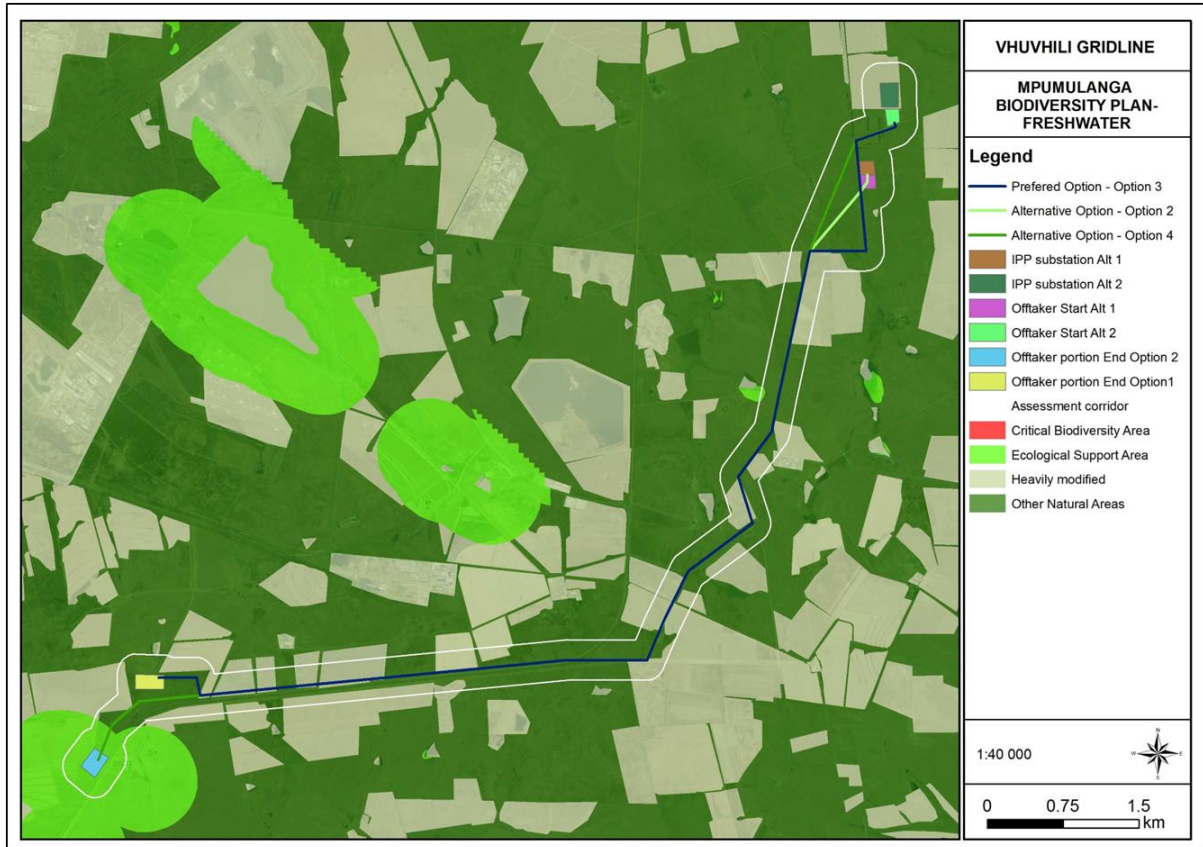 VHUVHILI GRIDLINE
MPUMULANGA
BIODIVERSITY PLAN-
FRESHWATER
Legend
Prefered Option - Option 3
Alternative Option - Option 2
Alternative Option - Option 4
IPP substation Alt 1
IPP substation Alt 2
Offtaker Start Alt 1
Offtaker Start Alt 2
Offtaker portion End Option 2
Offtaker portion End Option1
Assessment corridor
Critical Biodiversity Area
Ecological Support Area
Heavily modified
Other Natural Areas
1:40 000
N
W E
S
0 0.75 1.5
km